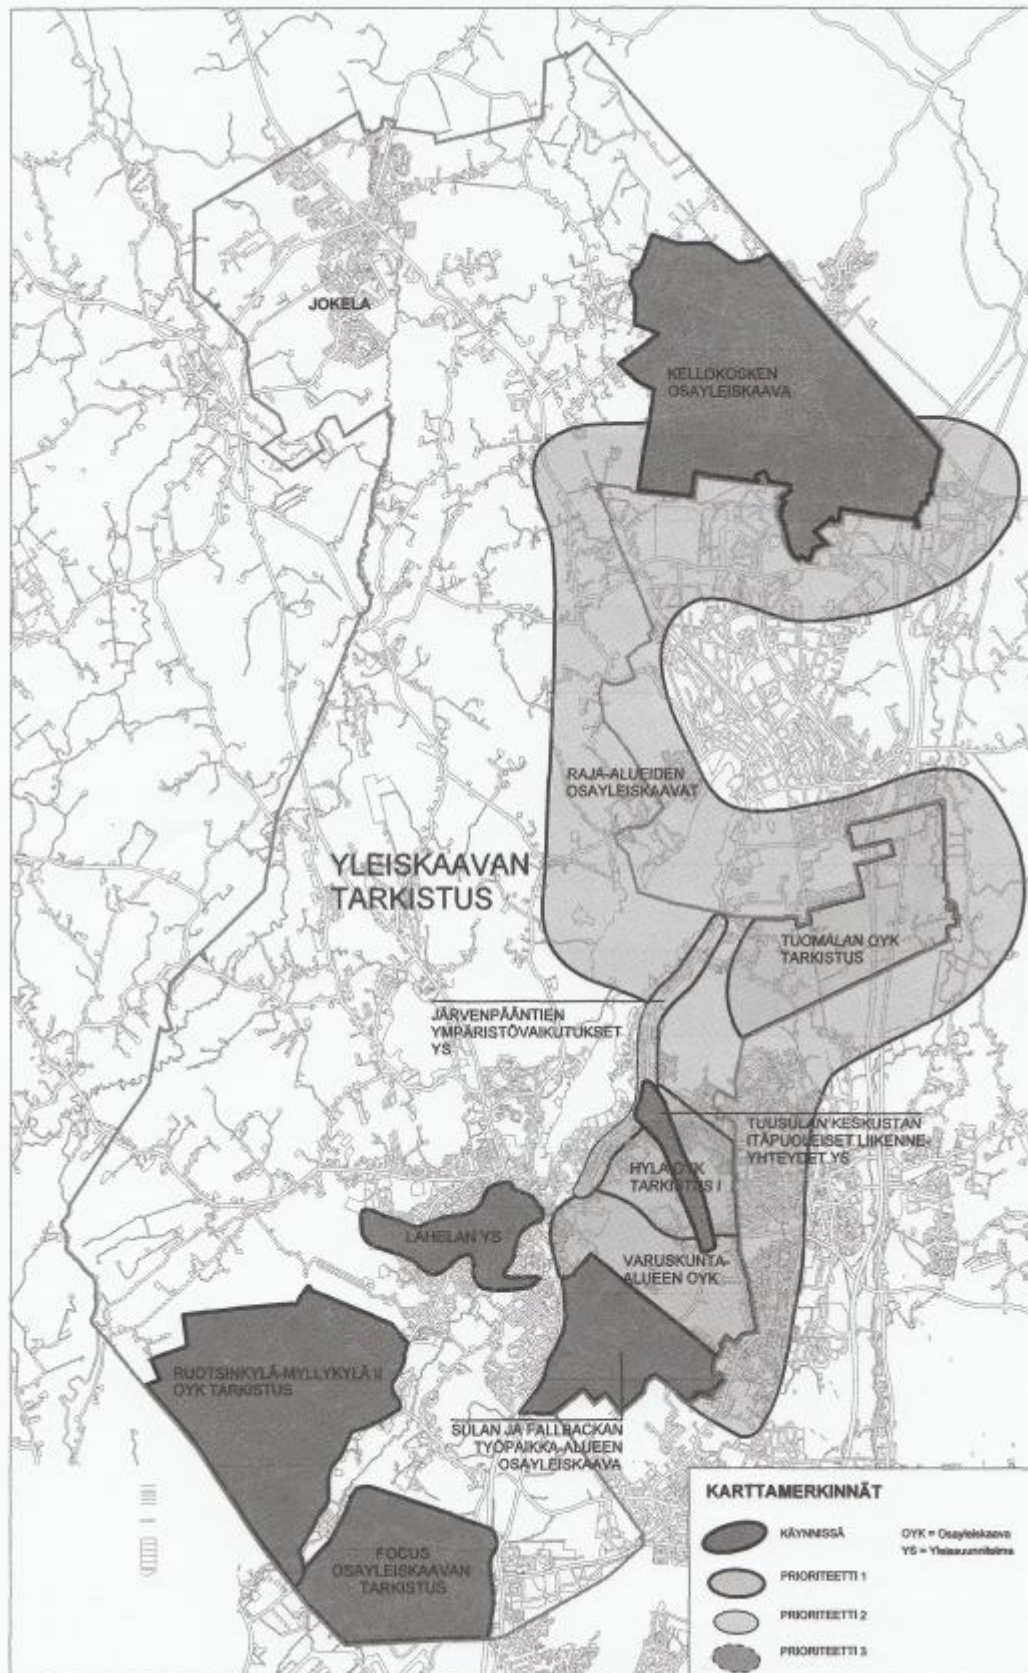 JOKELA
KELLOKOSKEN
OSAYLEISKAAVA
RAJA-ALUEIDEN
OSAYLEISKAAVAT
YLEISKAAVAN
TARKISTUS
TUOMALAN OYK
TARKISTUS
JÄRVENPÄÄNTIEN
YMPÄRISTÖVAIKUTUKSET
YS
TUUSULAN KESKUSTAN
ITÄPUOLEISET LIIKENNE-
YHTEYDET YS
HYLA OYK
TARKISTUS I
LAHELAN YS
VARUSKUNTA-
ALUEEN OYK
RUOTSINKYLÄ-MYLLYKYLÄ II
OYK TARKISTUS
SULAN JA FALLBACKAN
TYÖPAIKKA-ALUEEN
OSAYLEISKAAVA
FOCUS
OSAYLEISKAAVAN
TARKISTUS
KARTTAMERKINNÄT
KÄYNNISSÄ
OYK = Osayleiskaava
YS = Yleissuunnitelma
PRIORITEETTI 1
PRIORITEETTI 2
PRIORITEETTI 3